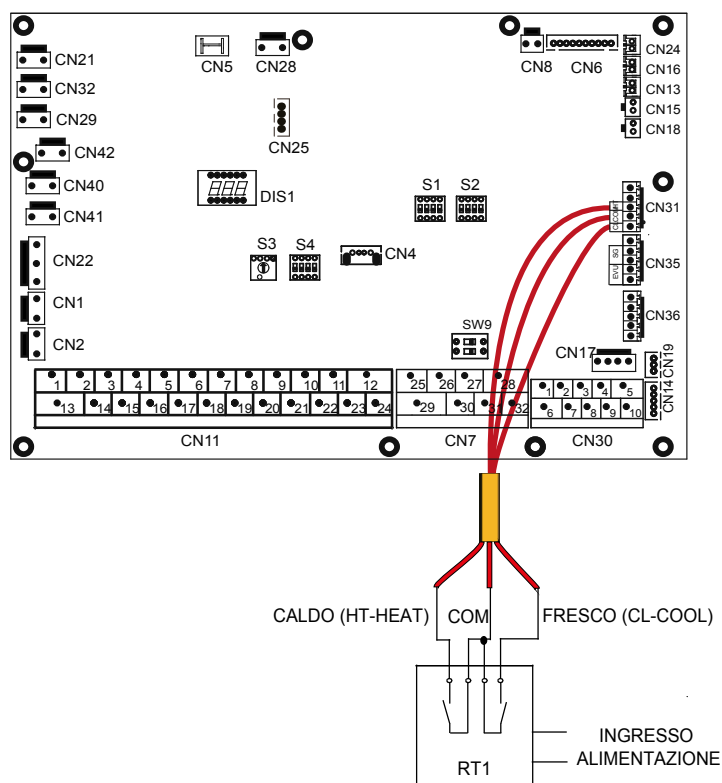 CN21
CN5
CN28
CN8
CN6
CN24
CN32
CN16
CN13
CN29
CN15
CN25
CN18
CN42
CN40
DIS1
S1
S2
CN41
CN31
CL COM
CN22
S3
S4
CN4
SG
EVU
CN35
CN1
CN36
CN2
SW9
CN17
CN19
1 2 3 4 5 6 7 8 9 10 11 12
25 26 27 28
1 2 3 4 5
CN14
13 14 15 16 17 18 19 20 21 22 23 24
29 30 31 32
6 7 8 9 10
CN11
CN7
CN30
CALDO (HT-HEAT)
COM
FRESCO (CL-COOL)
RT1
INGRESSO
ALIMENTAZIONE